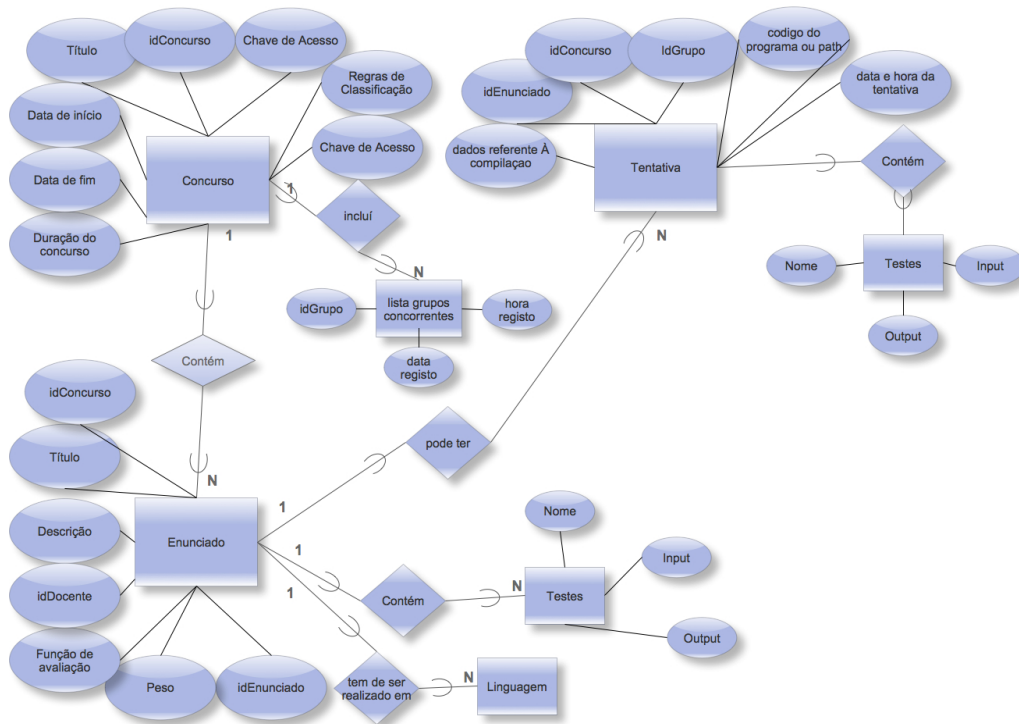 Título
idConcurso
Chave de Acesso
Regras de
Classificação
Data de início
Chave de Acesso
Concurso
Data de fim
Duração do
concurso
1
1
incluí
N
idGrupo
lista grupos
concorrentes
hora
registo
data
registo
idConcurso
IdGrupo
codigo do
programa ou path
idEnunciado
data e hora da
tentativa
dados referente À
compilaçao
Tentativa
Contém
N
Nome
Testes
Input
Output
Contém
idConcurso
Título
N
pode ter
Descrição
Enunciado
1
1
1
idDocente
Função de
avaliação
Peso
idEnunciado
Nome
Input
Contém
N
Testes
Output
tem de ser
realizado em
N
Linguagem